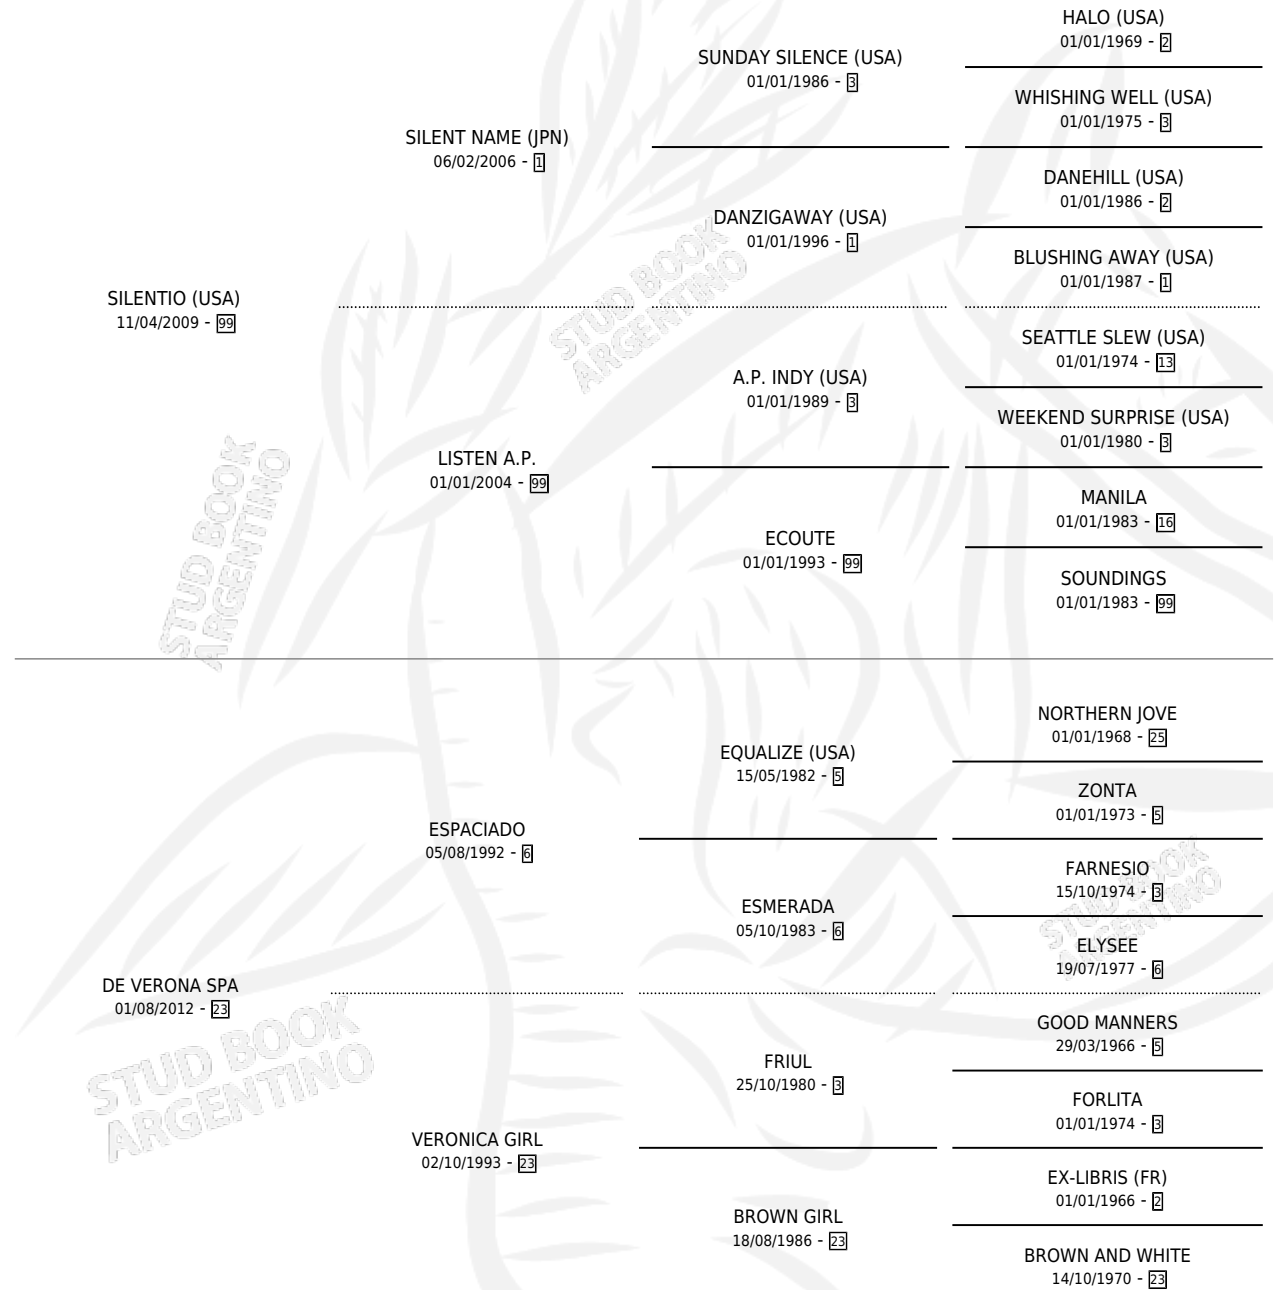 HALO (USA)
01/01/1969 - 2
SUNDAY SILENCE (USA)
01/01/1986 - 3
WHISHING WELL (USA)
01/01/1975 - 3
SILENT NAME (JPN)
06/02/2006 - 1
DANEHILL (USA)
01/01/1986 - 2
DANZIGAWAY (USA)
01/01/1996 - 1
BLUSHING AWAY (USA)
01/01/1987 - 1
SILENTIO (USA)
11/04/2009 - 99
SEATTLE SLEW (USA)
01/01/1974 - 13
A.P. INDY (USA)
01/01/1989 - 3
WEEKEND SURPRISE (USA)
01/01/1980 - 3
LISTEN A.P.
01/01/2004 - 99
MANILA
01/01/1983 - 16
ECOUTE
01/01/1993 - 99
SOUNDINGS
01/01/1983 - 99
NORTHERN JOVE
01/01/1968 - 25
EQUALIZE (USA)
15/05/1982 - 5
ZONTA
01/01/1973 - 5
ESPACIADO
05/08/1992 - 6
FARNESIO
15/10/1974 - 3
ESMERADA
05/10/1983 - 6
ELYSEE
19/07/1977 - 6
DE VERONA SPA
01/08/2012 - 23
GOOD MANNERS
29/03/1966 - 5
FRIUL
25/10/1980 - 3
FORLITA
01/01/1974 - 3
VERONICA GIRL
02/10/1993 - 23
EX-LIBRIS (FR)
01/01/1966 - 2
BROWN GIRL
18/08/1986 - 23
BROWN AND WHITE
14/10/1970 - 23
STUD BOOK
ARGENTINO
STUD BOOK
ARGENTINO
STUD BOOK
ARGENTINO
STUD BOOK
ARGENTINO